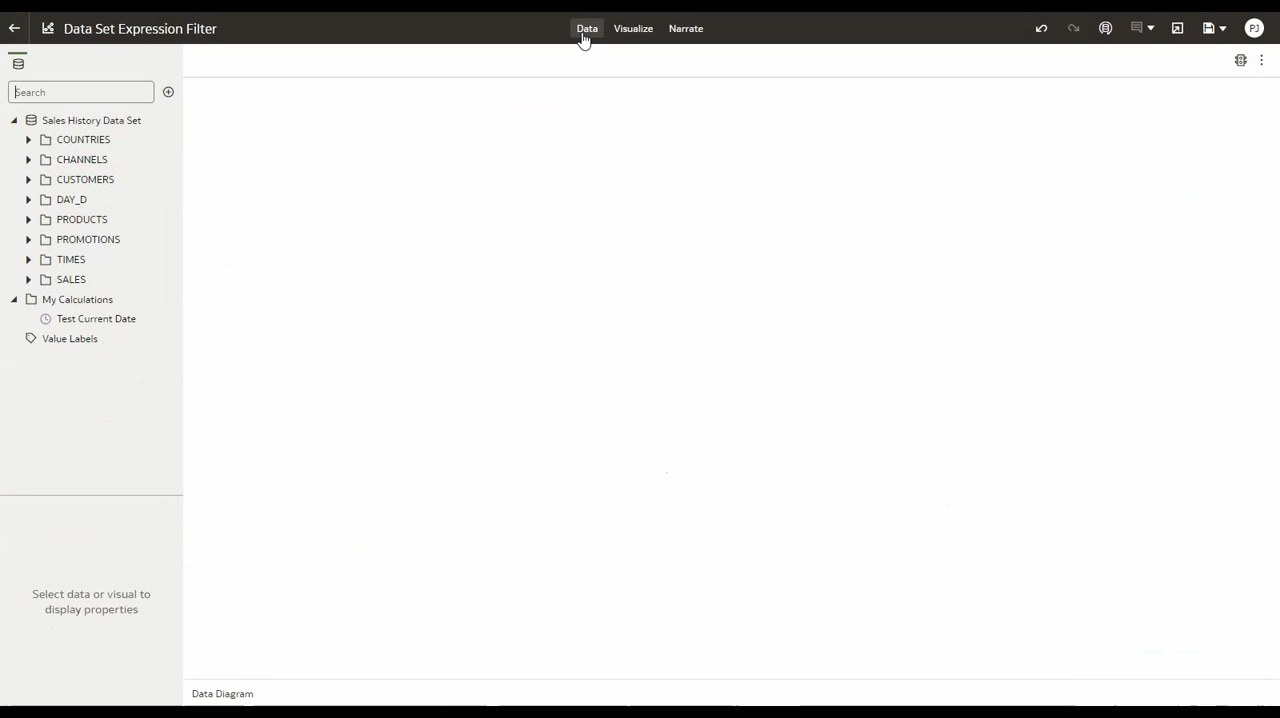 Data Set Expression Filter
Data Visualize Narrate
PJ
Search
Sales History Data Set
COUNTRIES
CHANNELS
CUSTOMERS
DAY_D
PRODUCTS
PROMOTIONS
TIMES
SALES
My Calculations
Test Current Date
Value Labels
Select data or visual to
display properties
Data Diagram